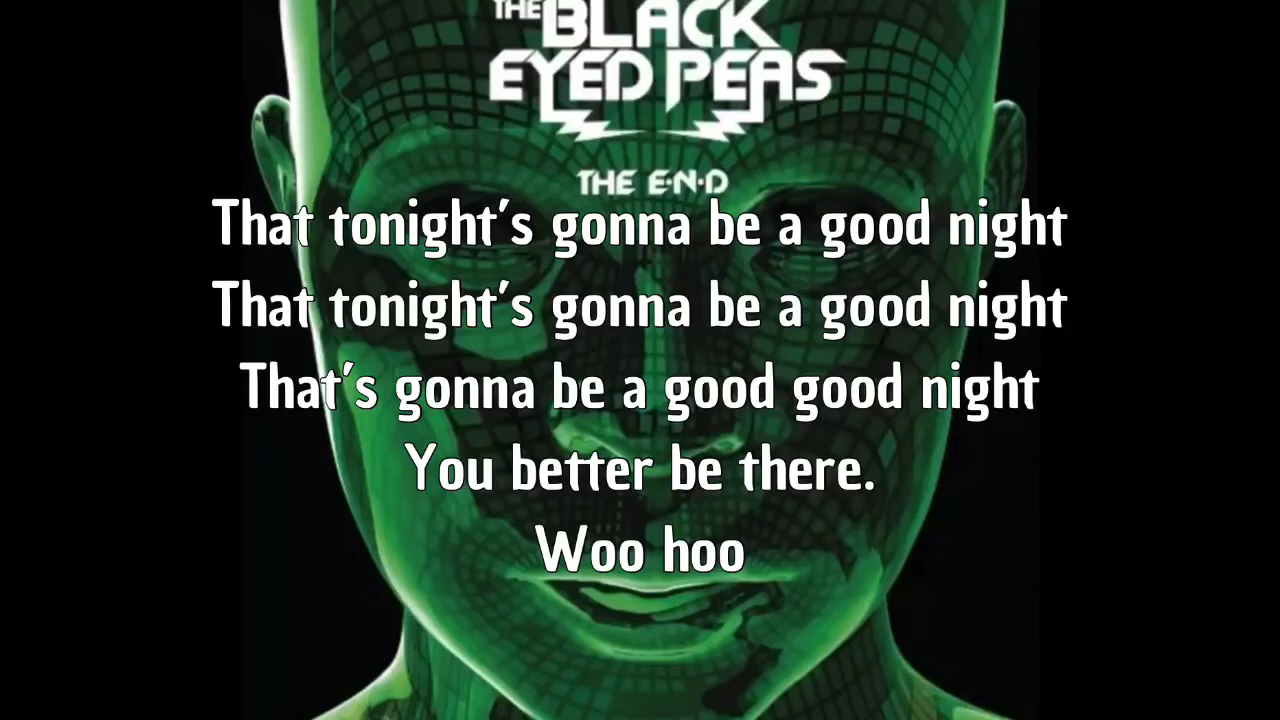 THE BLACK
EYED PEAS
THE E·N·D
That tonight's gonna be a good night
That tonight's gonna be a good night
That's gonna be a good good night
You better be there.
Woo hoo